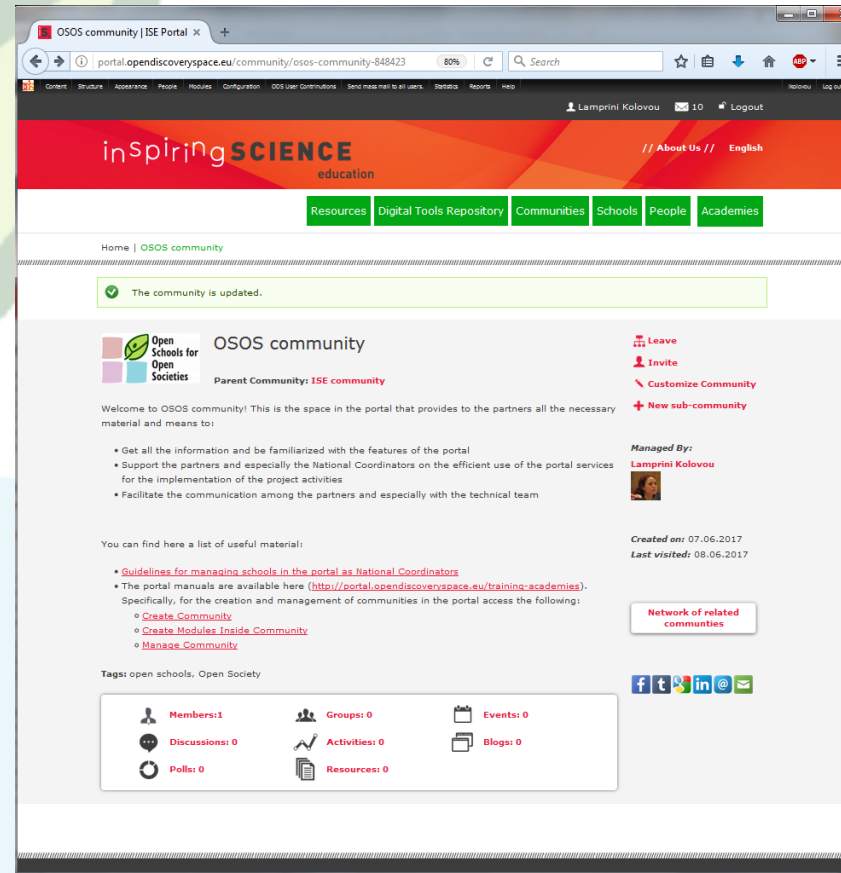 OSOS community | ISE Portal
portal.opendiscoveryspace.eu/community/osos-community-848423 80% Search ABP
Content Structure Appearance People Modules Configuration ODS User Contributions Send mass mail to all users. Statistics Reports Help lkolovou Log out
Lamprini Kolovou 10 Logout
inspiring SCIENCE
education
// About Us // English
Resources Digital Tools Repository Communities Schools People Academies
Home | OSOS community
The community is updated.
Open
Schools for
Open
Societies
OSOS community
Parent Community: ISE community
Welcome to OSOS community! This is the space in the portal that provides to the partners all the necessary
material and means to:
• Get all the information and be familiarized with the features of the portal
• Support the partners and especially the National Coordinators on the efficient use of the portal services
for the implementation of the project activities
• Facilitate the communication among the partners and especially with the technical team
You can find here a list of useful material:
• Guidelines for managing schools in the portal as National Coordinators
• The portal manuals are available here (http://portal.opendiscoveryspace.eu/training-academies).
Specifically, for the creation and management of communities in the portal access the following:
o Create Community
o Create Modules Inside Community
o Manage Community
Tags: open schools, Open Society
Members:1 Groups: 0 Events: 0
Discussions: 0 Activities: 0 Blogs: 0
Polls: 0 Resources: 0
Leave
Invite
Customize Community
New sub-community
Managed By:
Lamprini Kolovou
Created on: 07.06.2017
Last visited: 08.06.2017
Network of related
communties